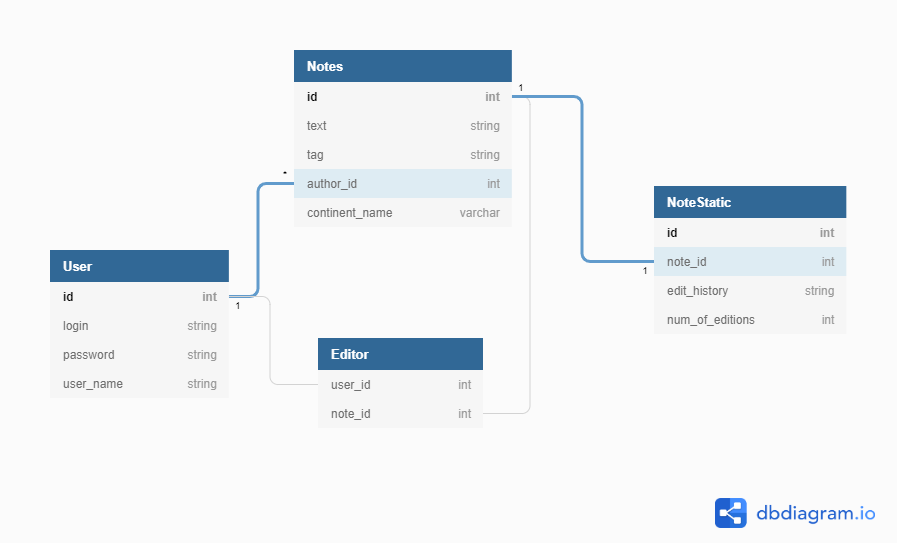 Notes
id int
text string
tag string
author_id int
continent_name varchar
1
*
User
id int
login string
password string
user_name string
1
Editor
user_id int
note_id int
NoteStatic
id int
note_id int
edit_history string
num_of_editions int
1
dbdiagram.io